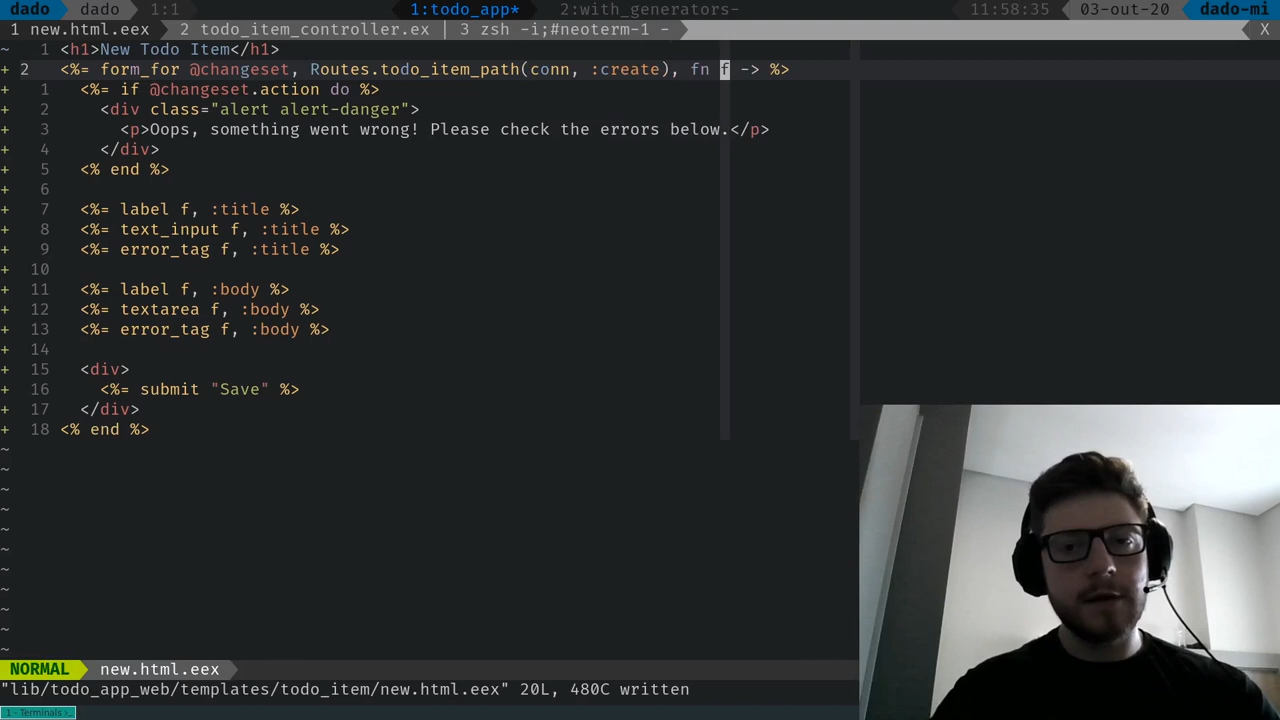 dado dado 1:1 1:todo_app* 2:with_generators- 11:58:35 03-out-20 dado-mi
1 new.html.eex 2 todo_item_controller.ex | 3 zsh -i;#neoterm-1 - X
~ 1 <h1>New Todo Item</h1>
+ 2 <%= form_for @changeset, Routes.todo_item_path(conn, :create), fn f -> %>
+ 1 <%= if @changeset.action do %>
+ 2 <div class="alert alert-danger">
+ 3 <p>Oops, something went wrong! Please check the errors below.</p>
+ 4 </div>
+ 5 <% end %>
+ 6
+ 7 <%= label f, :title %>
+ 8 <%= text_input f, :title %>
+ 9 <%= error_tag f, :title %>
+ 10
+ 11 <%= label f, :body %>
+ 12 <%= textarea f, :body %>
+ 13 <%= error_tag f, :body %>
+ 14
+ 15 <div>
+ 16 <%= submit "Save" %>
+ 17 </div>
+ 18 <% end %>
~
~
~
~
~
~
~
~
~
~
~
NORMAL new.html.eex
"lib/todo_app_web/templates/todo_item/new.html.eex" 20L, 480C written
1 - Terminals